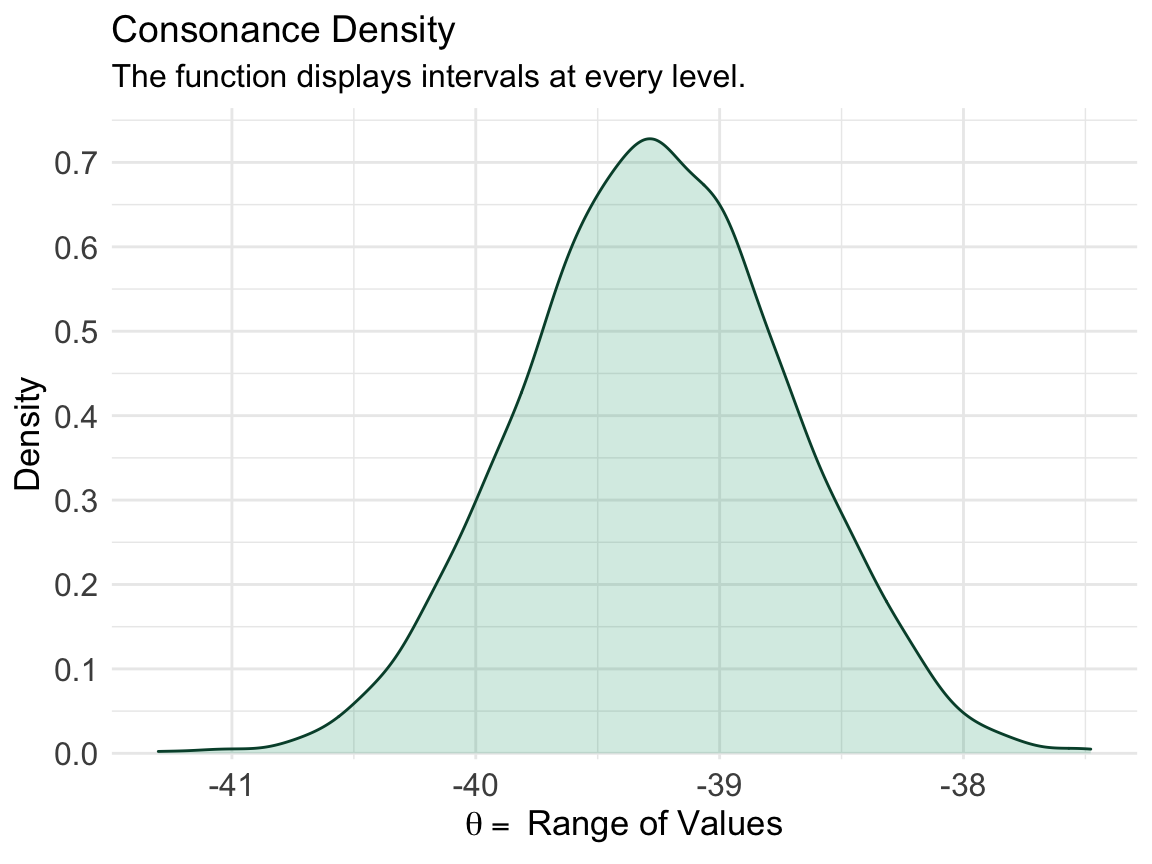 Consonance Density
The function displays intervals at every level.
Density
0.7
0.6
0.5
0.4
0.3
0.2
0.1
0.0
-41 -40 -39 -38
θ = Range of Values